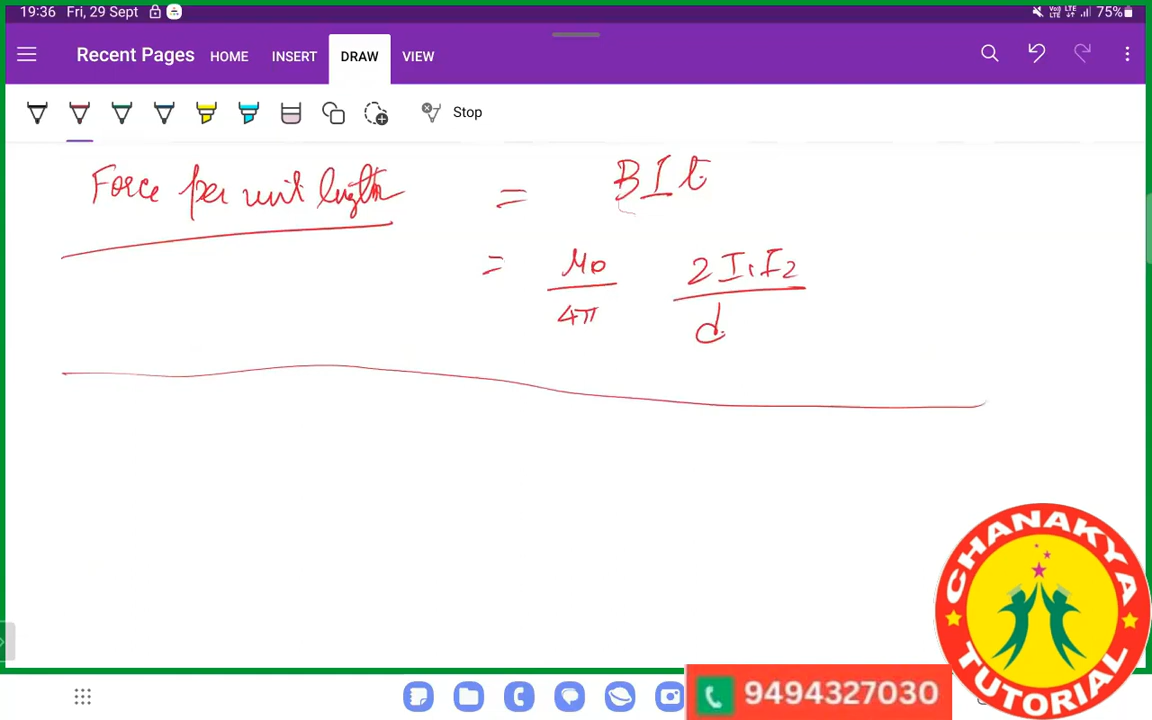 19:36 Fri, 29 Sept 75%
Recent Pages HOME INSERT DRAW VIEW
Stop
Force per unit length = BIl
= μ0/4π 2I1I2/d
CHANAKYA
TUTORIAL
9494327030